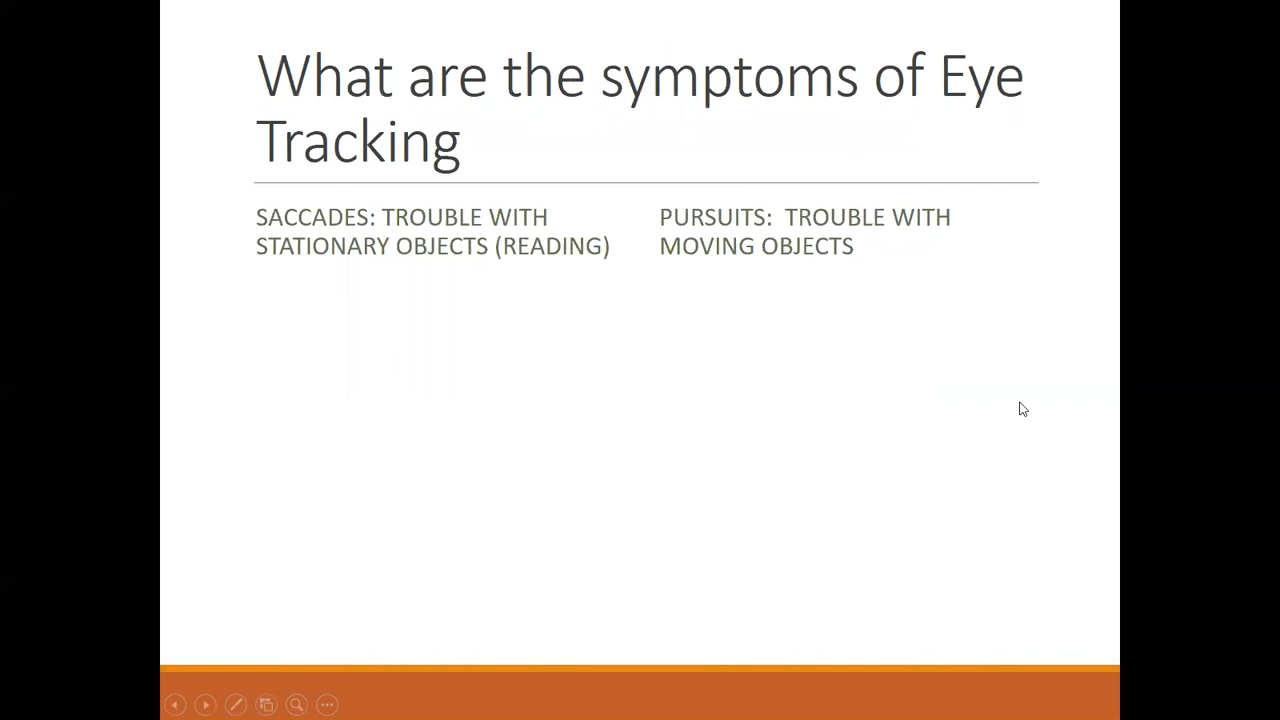 What are the symptoms of Eye
Tracking
SACCADES: TROUBLE WITH
STATIONARY OBJECTS (READING)
PURSUITS:  TROUBLE WITH
MOVING OBJECTS